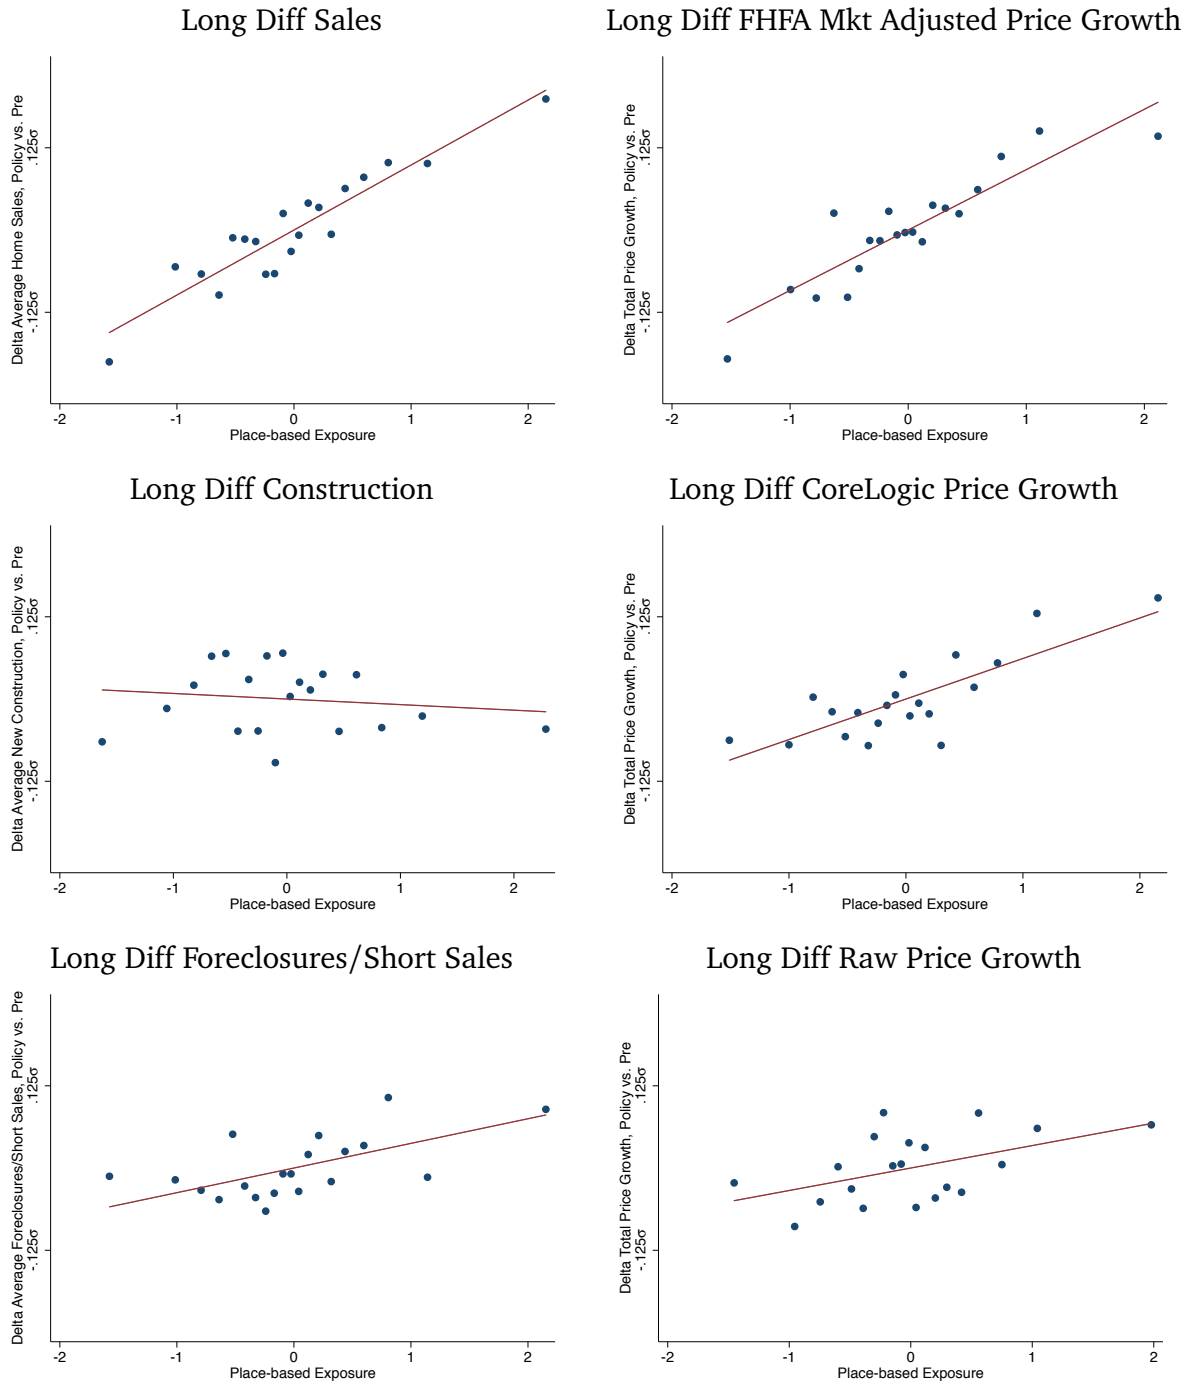 Long Diff Sales
Delta Average Home Sales, Policy vs. Pre
.125σ
-.125σ
-2 -1 0 1 2
Place-based Exposure
Long Diff FHFA Mkt Adjusted Price Growth
Delta Total Price Growth, Policy vs. Pre
.125σ
-.125σ
-2 -1 0 1 2
Place-based Exposure
Long Diff Construction
Delta Average New Construction, Policy vs. Pre
.125σ
-.125σ
-2 -1 0 1 2
Place-based Exposure
Long Diff CoreLogic Price Growth
Delta Total Price Growth, Policy vs. Pre
.125σ
-.125σ
-2 -1 0 1 2
Place-based Exposure
Long Diff Foreclosures/Short Sales
Delta Average Foreclosures/Short Sales, Policy vs. Pre
.125σ
-.125σ
-2 -1 0 1 2
Place-based Exposure
Long Diff Raw Price Growth
Delta Total Price Growth, Policy vs. Pre
.125σ
-.125σ
-2 -1 0 1 2
Place-based Exposure